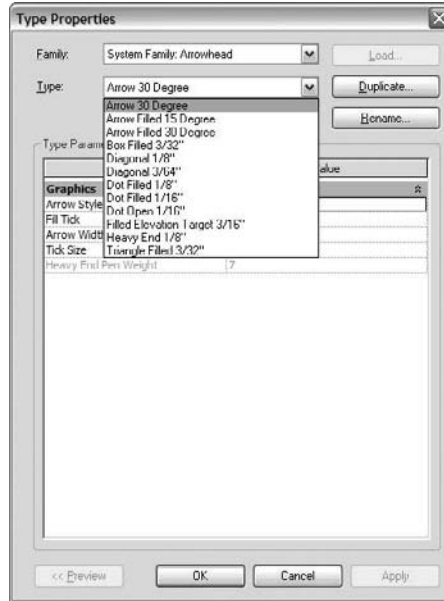 Type Properties
Family: System Family: Arrowhead Load...
Type: Arrow 30 Degree Duplicate...
Arrow 30 Degree
Arrow Filled 15 Degree
Rename...
Arrow Filled 30 Degree
Box Filled 3/32"
Type Param
Diagonal 1/8"
Diagonal 3/64"
alue
Dot Filled 1/8"
Graphics
Dot Filled 1/16"
Arrow Style
Dot Open 1/16"
Fill Tick
Filled Elevation Target 3/16"
Arrow Widt
Heavy End 1/8"
Tick Size
Triangle Filled 3/32"
Heavy End Pen Weight 7
<< Preview OK Cancel Apply